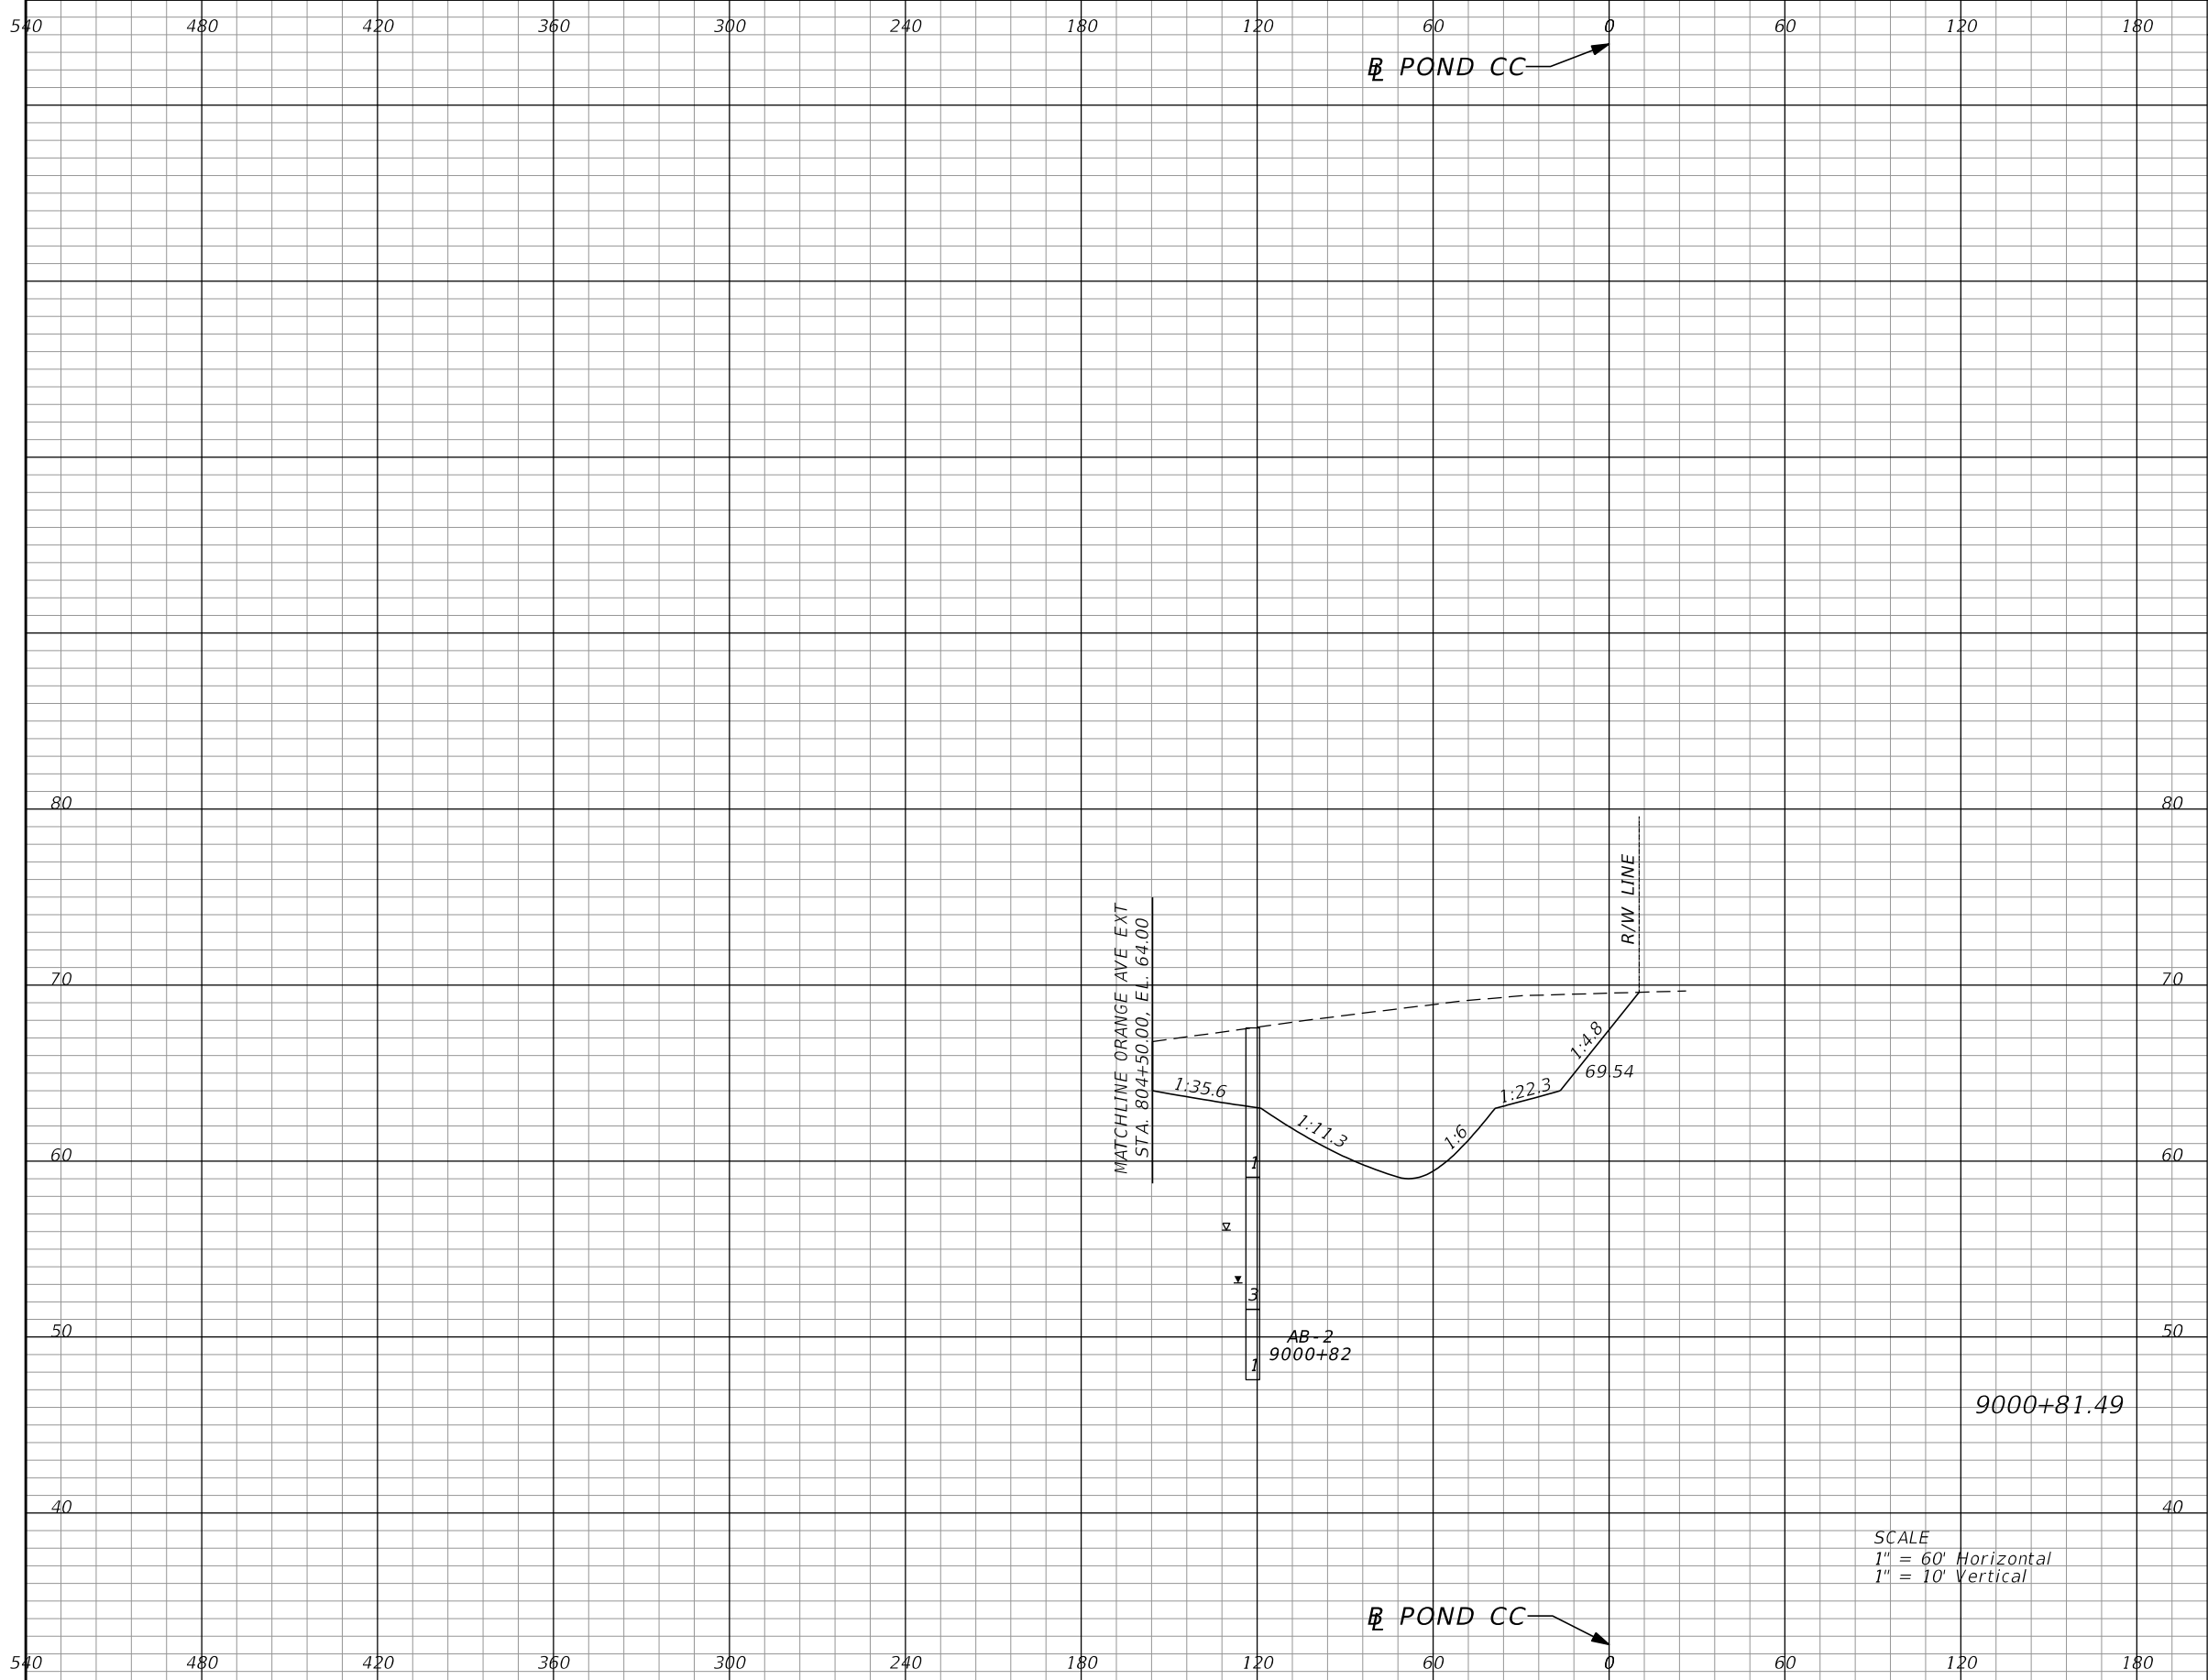 540 480 420 360 300 240 180 120 60 0 60 120 180
BL POND CC
80 80
R/W LINE
MATCHLINE ORANGE AVE EXT
STA. 804+50.00, EL. 64.00
70 70
1:4.8
69.54
1:35.6
1:22.3
1:11.3
1:6
60 60
1
3
50 50
AB-2
9000+82
1
9000+81.49
40 40
SCALE
1" = 60' Horizontal
1" = 10' Vertical
BL POND CC
540 480 420 360 300 240 180 120 60 0 60 120 180